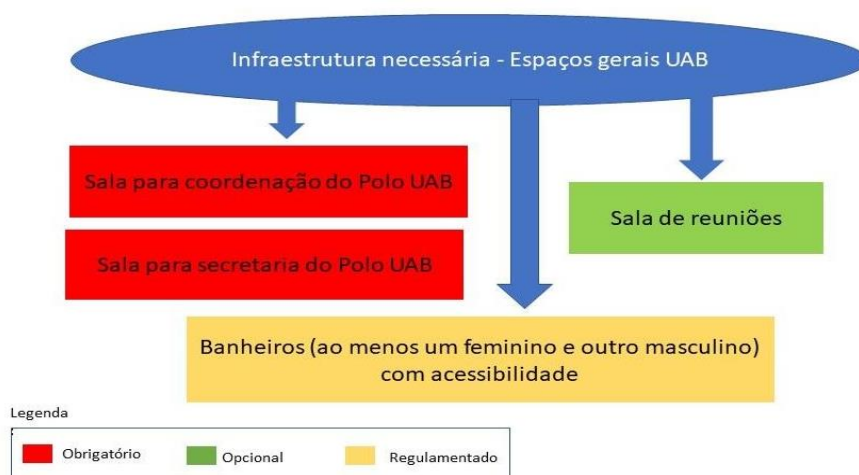 Infraestrutura necessária - Espaços gerais UAB
Sala para coordenação do Polo UAB
Sala de reuniões
Sala para secretaria do Polo UAB
Banheiros (ao menos um feminino e outro masculino)
com acessibilidade
Legenda
:
Obrigatório
Opcional
Regulamentado